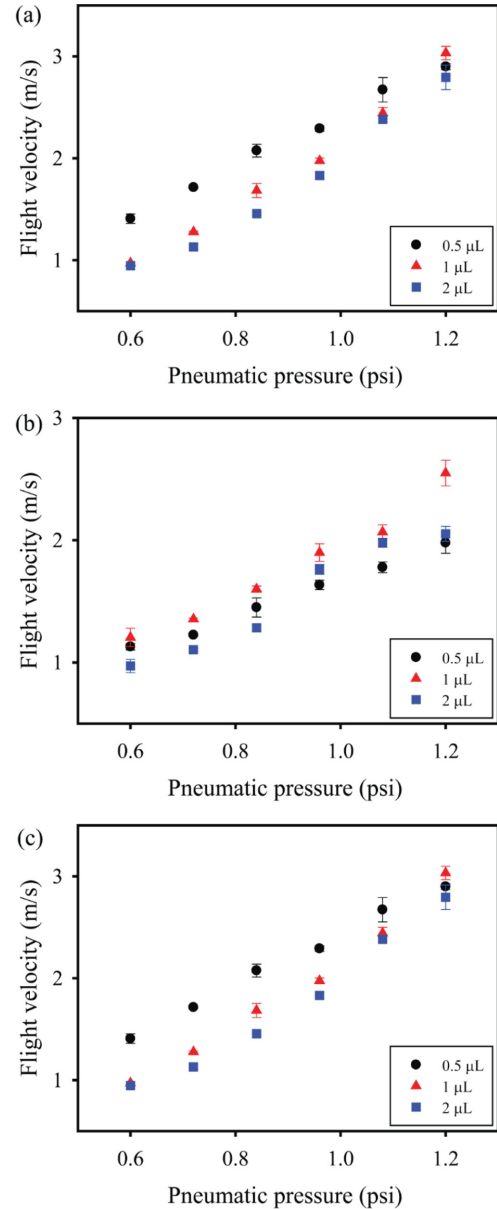 (a)
3
2
1
Flight velocity (m/s)
0.5 µL
1 µL
2 µL
0.6 0.8 1.0 1.2
Pneumatic pressure (psi)
(b)
3
2
1
Flight velocity (m/s)
0.5 µL
1 µL
2 µL
0.6 0.8 1.0 1.2
Pneumatic pressure (psi)
(c)
3
2
1
Flight velocity (m/s)
0.5 µL
1 µL
2 µL
0.6 0.8 1.0 1.2
Pneumatic pressure (psi)